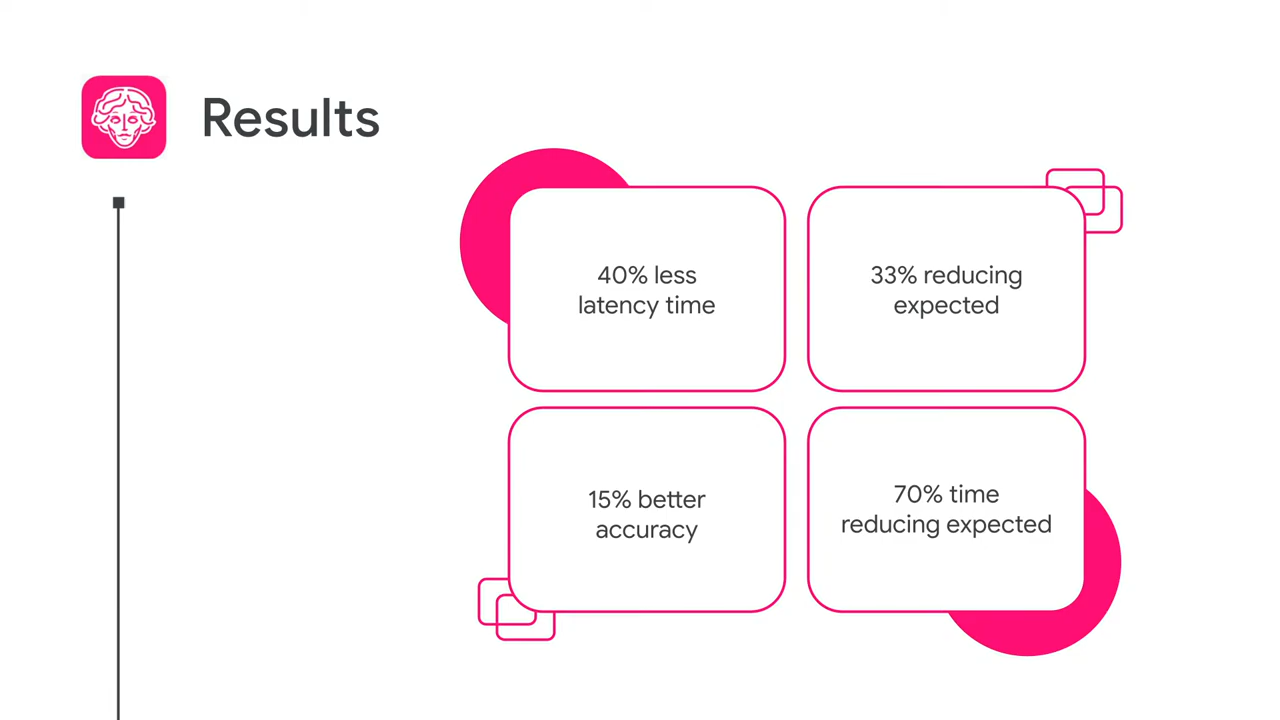 Results
40% less
latency time
33% reducing
expected
15% better
accuracy
70% time
reducing expected